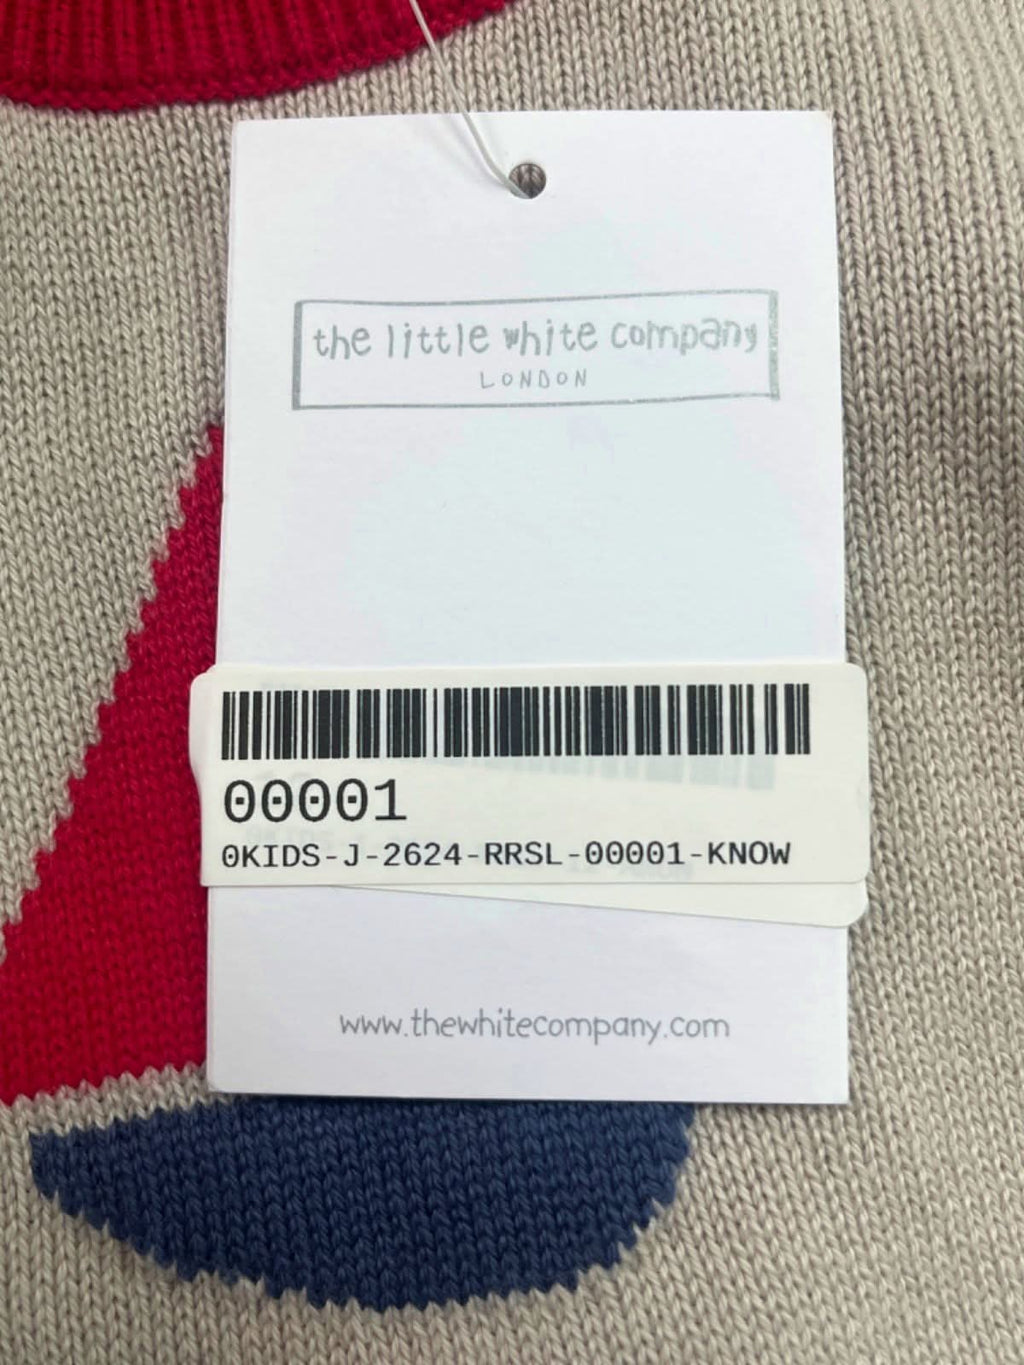 the little white company
LONDON
00001
0KIDS-J-2624-RRSL-00001-KNOW
www.thewhitecompany.com